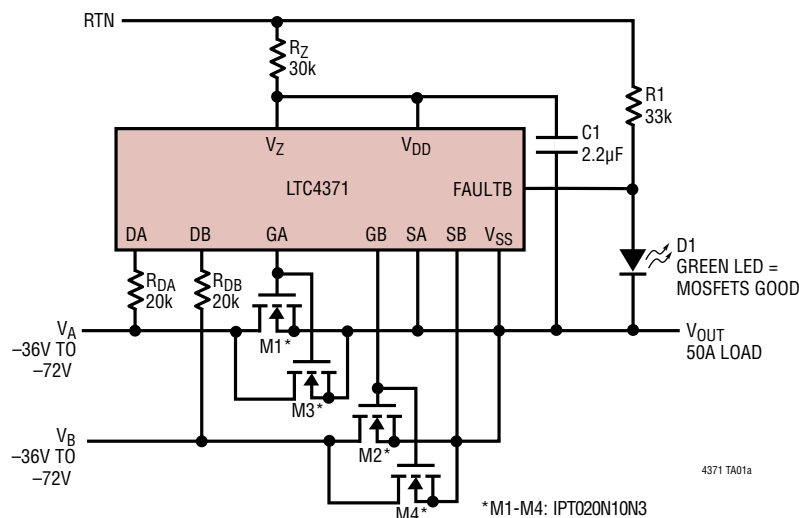 RTN
RZ
30k
R1
33k
C1
2.2µF
VZ
VDD
LTC4371
FAULTB
DA
DB
GA
GB
SA
SB
VSS
D1
GREEN LED =
MOSFETS GOOD
RDA
20k
RDB
20k
VA
–36V TO
–72V
M1*
VOUT
50A LOAD
M3*
VB
–36V TO
–72V
M2*
M4*
4371 TA01a
*M1-M4: IPT020N10N3